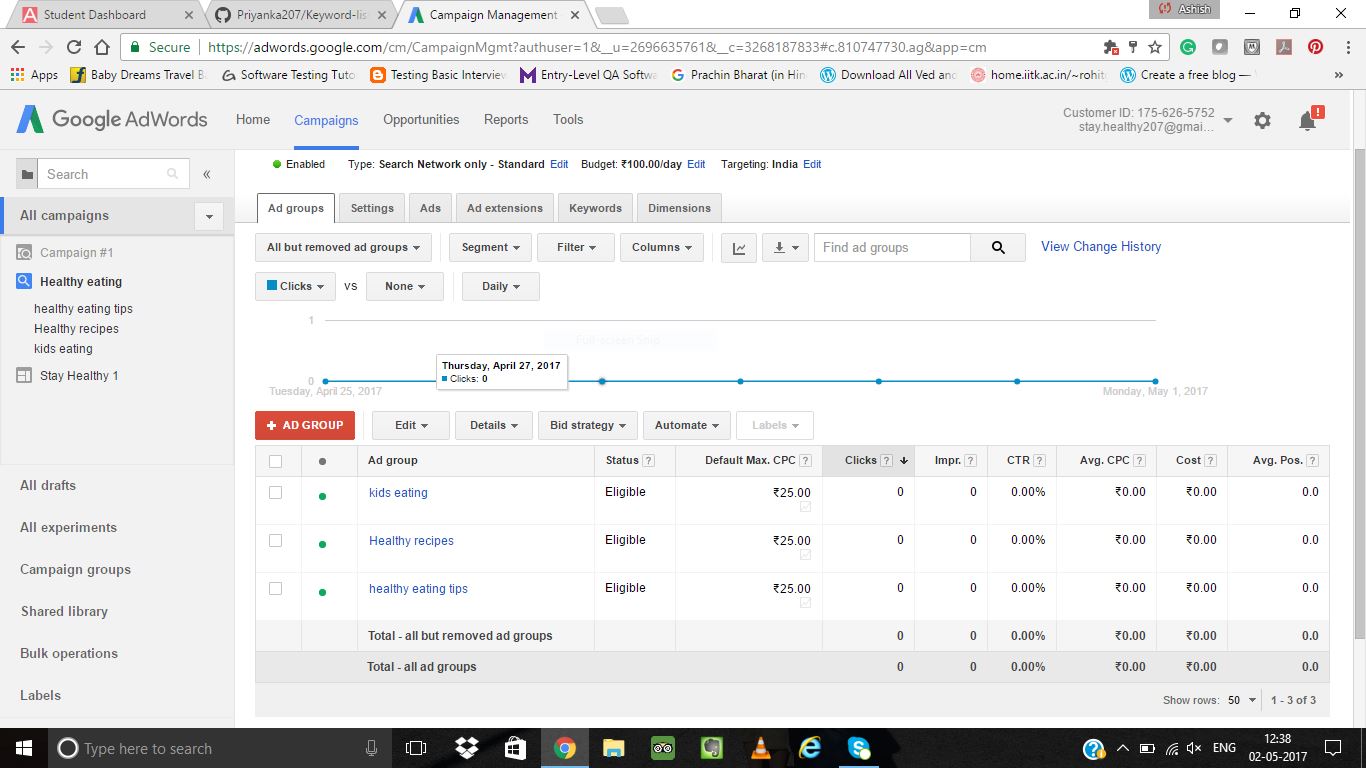 Student Dashboard
Priyanka207/Keyword-lis
Campaign Management
Ashish
Secure https://adwords.google.com/cm/CampaignMgmt?authuser=1&__u=2696635761&__c=3268187833#c.810747730.ag&app=cm
Apps Baby Dreams Travel B Software Testing Tuto Testing Basic Interview Entry-Level QA Softwa Prachin Bharat (in Hin Download All Ved and home.iitk.ac.in/~rohit Create a free blog — »
Google AdWords Home Campaigns Opportunities Reports Tools
Customer ID: 175-626-5752
stay.healthy207@gmai...
Search «
Enabled Type: Search Network only - Standard Edit Budget: ₹100.00/day Edit Targeting: India Edit
All campaigns
Campaign #1
Healthy eating
healthy eating tips
Healthy recipes
kids eating
Stay Healthy 1
All drafts
All experiments
Campaign groups
Shared library
Bulk operations
Labels
Ad groups Settings Ads Ad extensions Keywords Dimensions
All but removed ad groups Segment Filter Columns Find ad groups View Change History
Clicks VS None Daily
1
Full-screen Snip
Thursday, April 27, 2017
Clicks: 0
0
Tuesday, April 25, 2017 Monday, May 1, 2017
+ AD GROUP Edit Details Bid strategy Automate Labels
Ad group Status ? Default Max. CPC ? Clicks ? Impr. ? CTR ? Avg. CPC ? Cost ? Avg. Pos. ?
kids eating Eligible ₹25.00 0 0 0.00% ₹0.00 ₹0.00 0.0
Healthy recipes Eligible ₹25.00 0 0 0.00% ₹0.00 ₹0.00 0.0
healthy eating tips Eligible ₹25.00 0 0 0.00% ₹0.00 ₹0.00 0.0
Total - all but removed ad groups 0 0 0.00% ₹0.00 ₹0.00 0.0
Total - all ad groups 0 0 0.00% ₹0.00 ₹0.00 0.0
Show rows: 50 1 - 3 of 3
Type here to search
ENG
12:38
02-05-2017